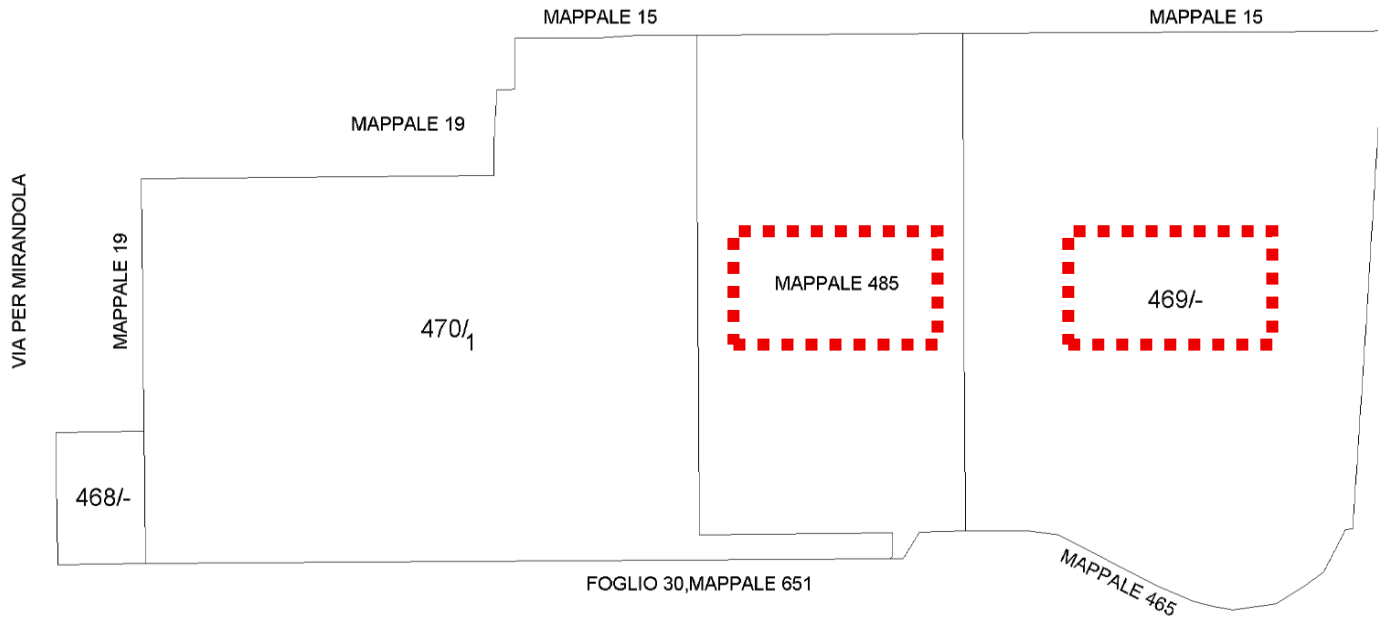 MAPPALE 15
MAPPALE 15
MAPPALE 19
VIA PER MIRANDOLA
MAPPALE 19
MAPPALE 485
469/-
470/1
468/-
FOGLIO 30,MAPPALE 651
MAPPALE 465